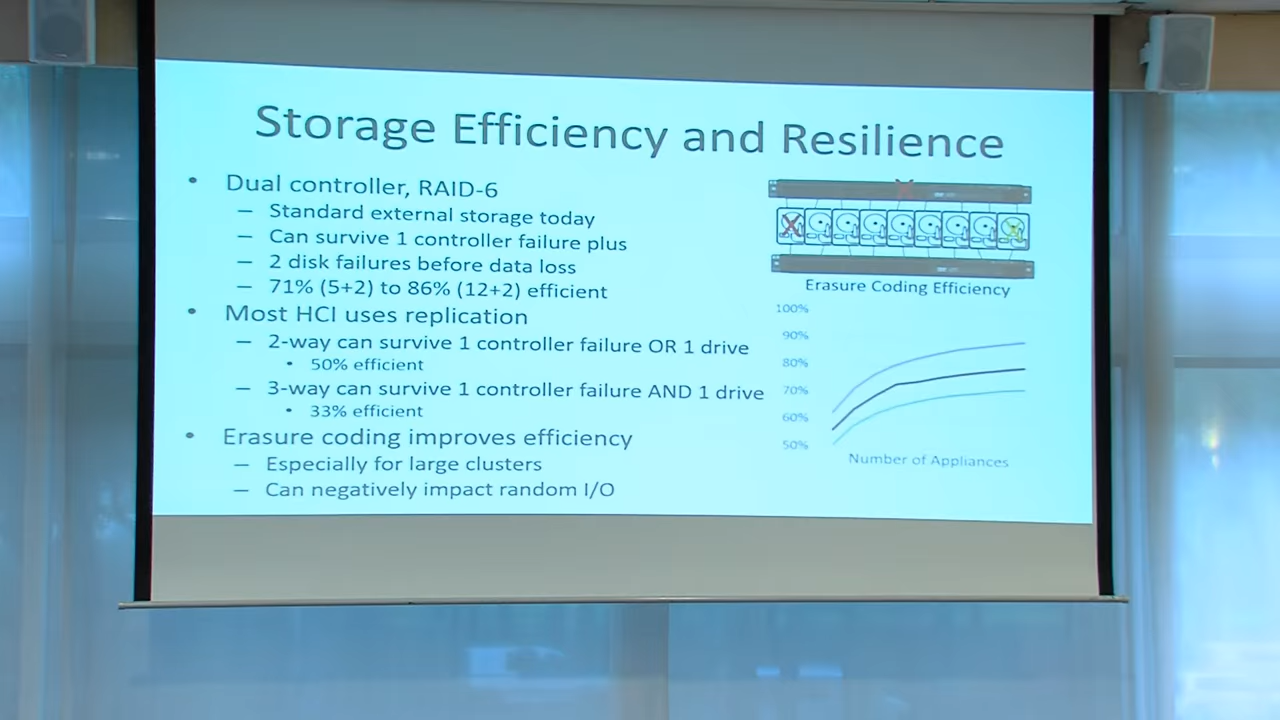 Storage Efficiency and Resilience
• Dual controller, RAID-6
– Standard external storage today
– Can survive 1 controller failure plus
– 2 disk failures before data loss
– 71% (5+2) to 86% (12+2) efficient
• Most HCI uses replication
– 2-way can survive 1 controller failure OR 1 drive
• 50% efficient
– 3-way can survive 1 controller failure AND 1 drive
• 33% efficient
• Erasure coding improves efficiency
– Especially for large clusters
– Can negatively impact random I/O
Erasure Coding Efficiency
100%
90%
80%
70%
60%
50%
Number of Appliances